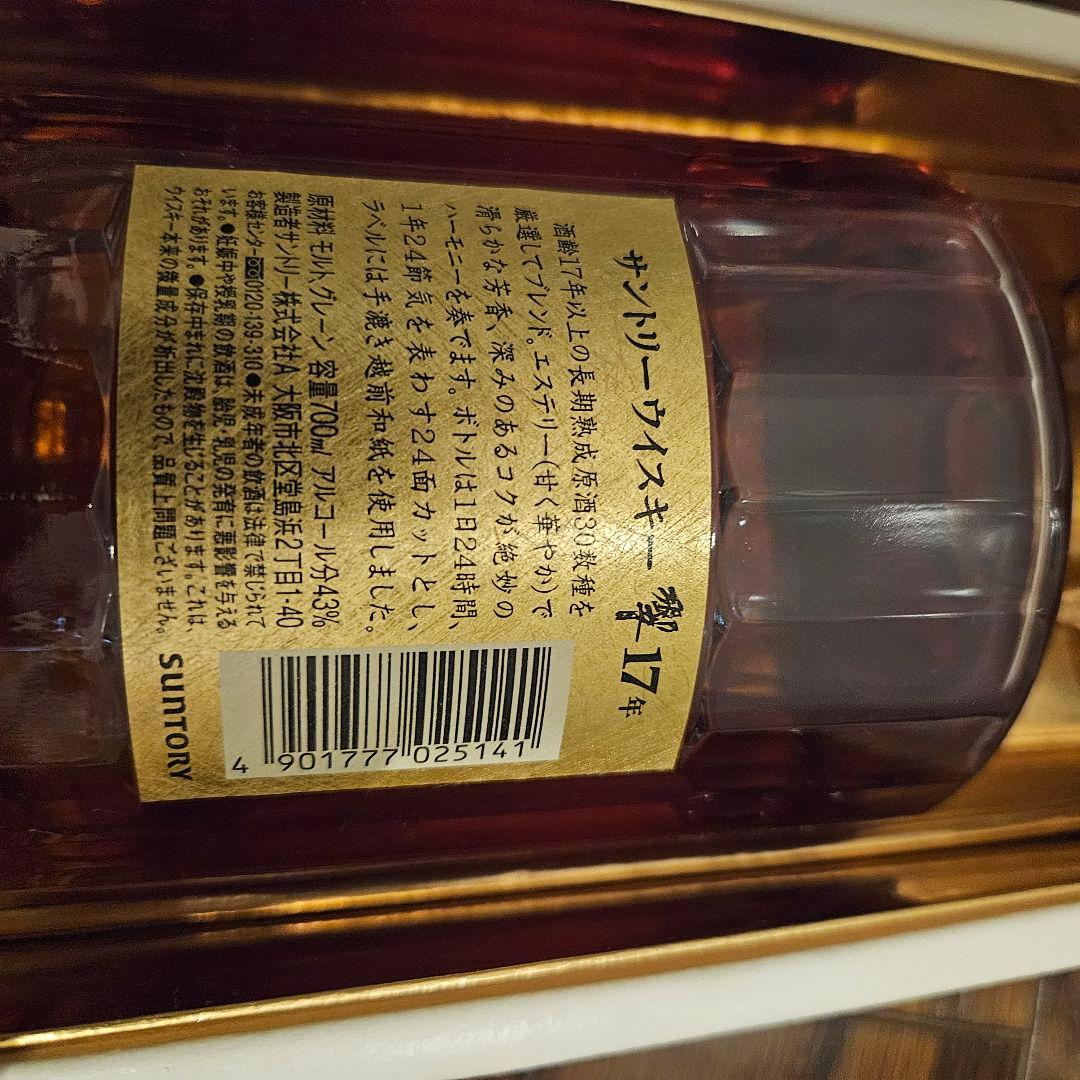 サントリーウイスキー 響17年
酒齢17年以上の長期熟成原酒30数種を
厳選してブレンド。エステリー(甘く華やか)で
滑らかな芳香、深みのあるコクが絶妙の
ハーモニーを奏でます。ボトルは1日24時間、
1年24節気を表わす24面カットとし、
ラベルには手漉き越前和紙を使用しました。
原材料 モルト、グレーン 容量700ml アルコール分43%
製造者サントリー株式会社A 大阪市北区堂島浜2丁目1-40
お客様センター0120-139-310●未成年者の飲酒は法律で禁じられて
います。●妊娠中や授乳期の飲酒は、胎児・乳児の発育に悪影響を与える
おそれがあります。●保存中まれに沈殿物を生じることがあります。これは、
ウイスキー本来の微量成分が析出したもので、品質上問題ございません。
SUNTORY
4 901777 025141